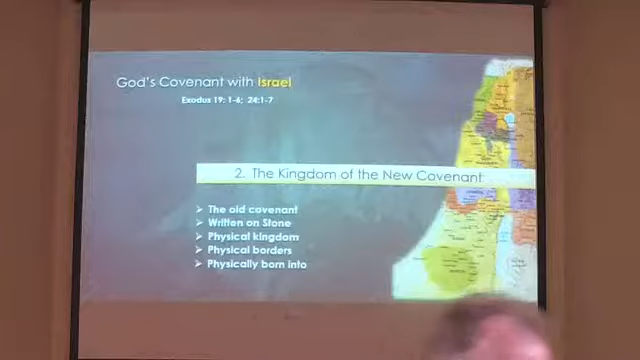 God's Covenant with Israel
Exodus 19: 1-6; 24:1-7
2. The Kingdom of the New Covenant
➢ The old covenant
➢ Written on Stone
➢ Physical kingdom
➢ Physical borders
➢ Physically born into